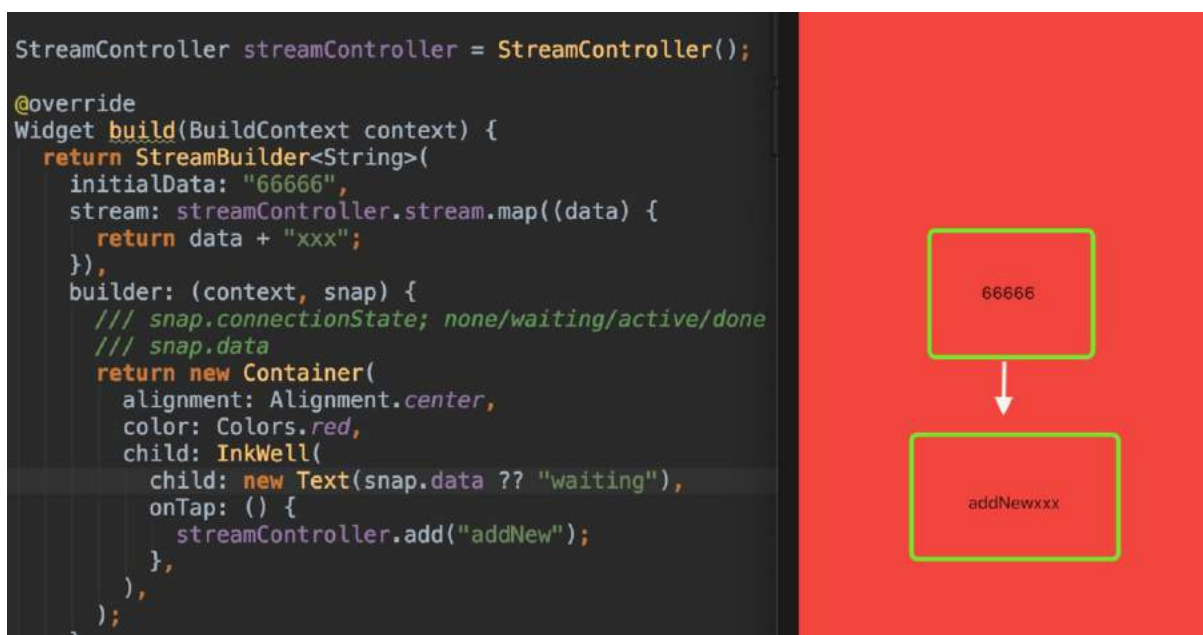 StreamController streamController = StreamController();
@override
Widget build(BuildContext context) {
return StreamBuilder<String>(
initialData: "66666",
stream: streamController.stream.map((data) {
return data + "xxx";
}),
builder: (context, snap) {
/// snap.connectionState; none/waiting/active/done
/// snap.data
return new Container(
alignment: Alignment.center,
color: Colors.red,
child: InkWell(
child: new Text(snap.data ?? "waiting"),
onTap: () {
streamController.add("addNew");
},
),
);
66666
addNewxxx